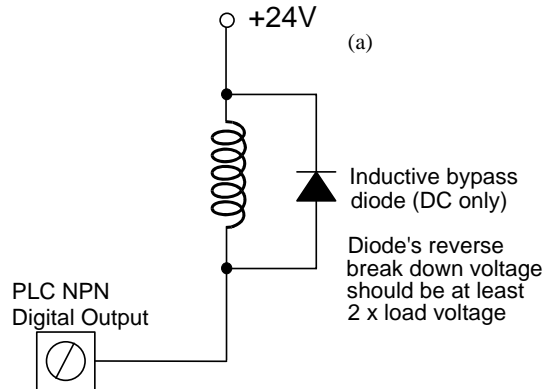 +24V
(a)
Inductive bypass
diode (DC only)
Diode's reverse
break down voltage
should be at least
2 x load voltage
PLC NPN
Digital Output